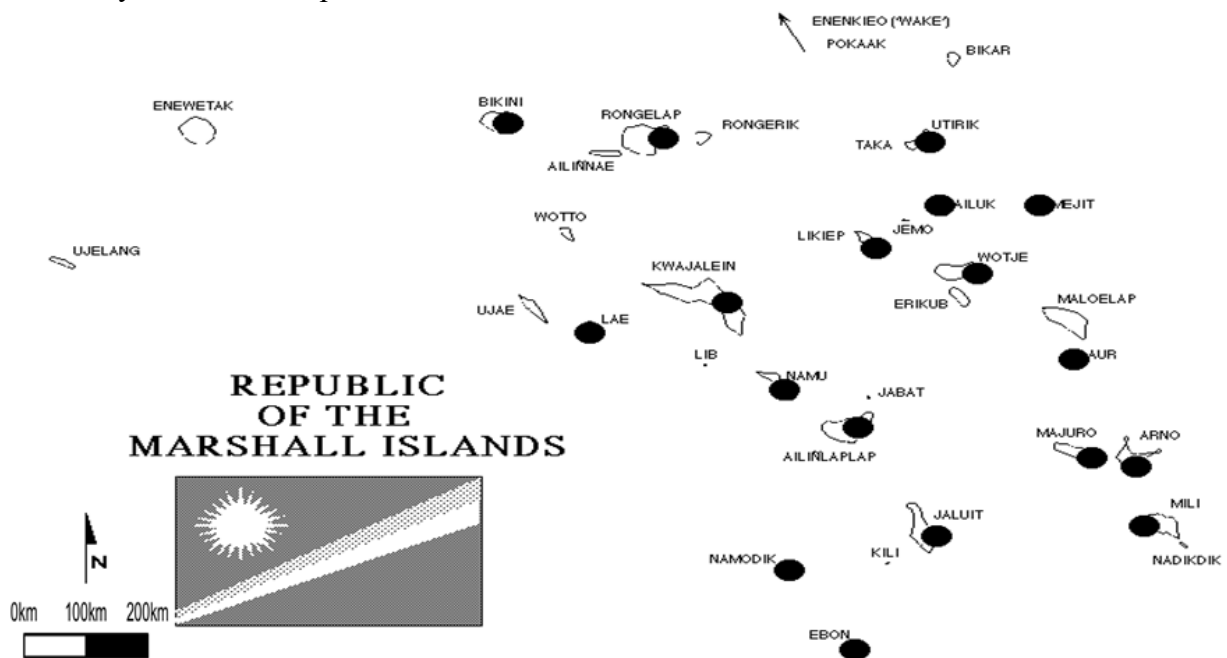 ENENKIEO ('WAKE')
POKAAK
BIKAR
ENEWETAK
BIKINI
RONGELAP
RONGERIK
UTIRIK
TAKA
AILINNAE
WOTTO
AILUK
MEJIT
LIKIEP
JEMO
UJELANG
KWAJALEIN
WOTJE
UJAE
ERIKUB
MALOELAP
LAE
LIB
AUR
NAMU
JABAT
REPUBLIC
OF THE
MARSHALL ISLANDS
AILINLAPLAP
MAJURO
ARNO
JALUIT
MILI
KILI
NAMODIK
NADIKDIK
N
0km 100km 200km
EBON